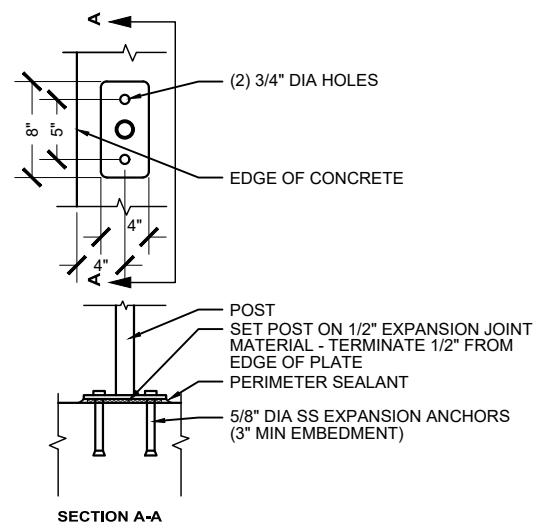 A
(2) 3/4" DIA HOLES
8"
5"
EDGE OF CONCRETE
4"
4"
A
POST
SET POST ON 1/2" EXPANSION JOINT
MATERIAL - TERMINATE 1/2" FROM
EDGE OF PLATE
PERIMETER SEALANT
5/8" DIA SS EXPANSION ANCHORS
(3" MIN EMBEDMENT)
SECTION A-A